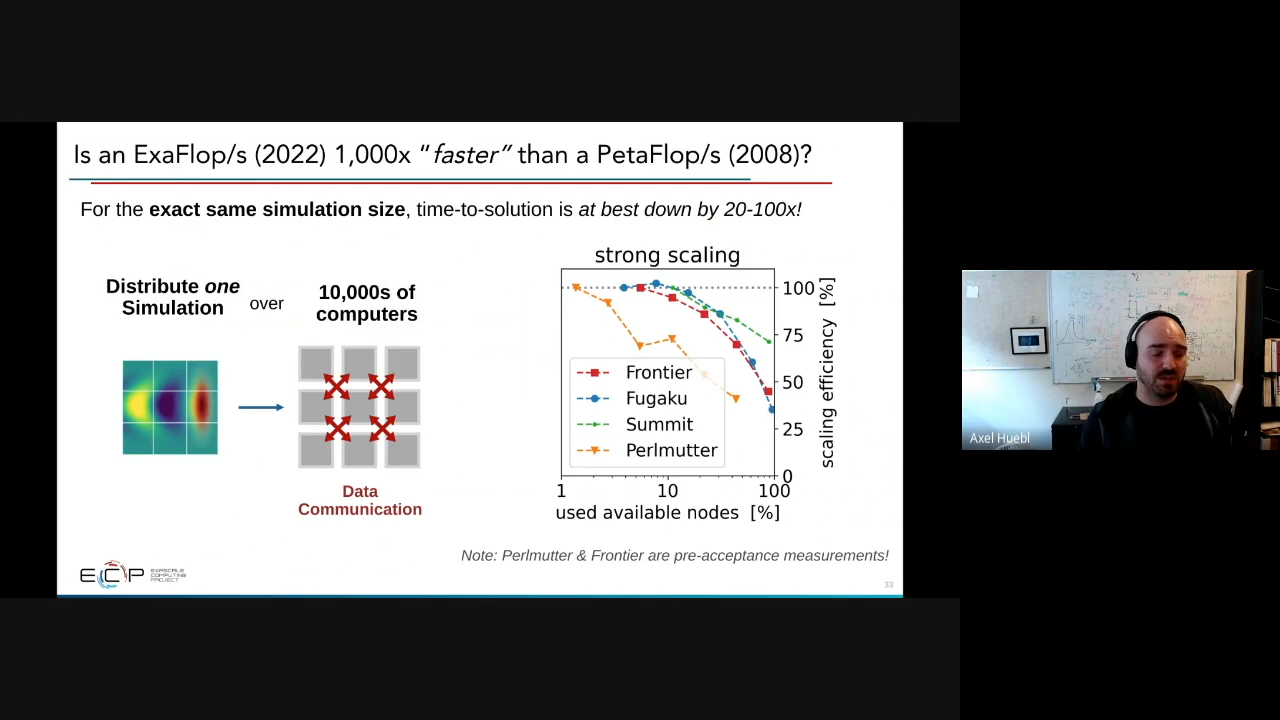 Is an ExaFlop/s (2022) 1,000x “faster” than a PetaFlop/s (2008)?
For the exact same simulation size, time-to-solution is at best down by 20-100x!
Distribute one
Simulation
over
10,000s of
computers
Data
Communication
strong scaling
100
75
50
25
0
scaling efficiency [%]
Frontier
Fugaku
Summit
Perlmutter
1
10
100
used available nodes [%]
Note: Perlmutter & Frontier are pre-acceptance measurements!
ECP
EXASCALE
COMPUTING
PROJECT
33
Axel Huebl